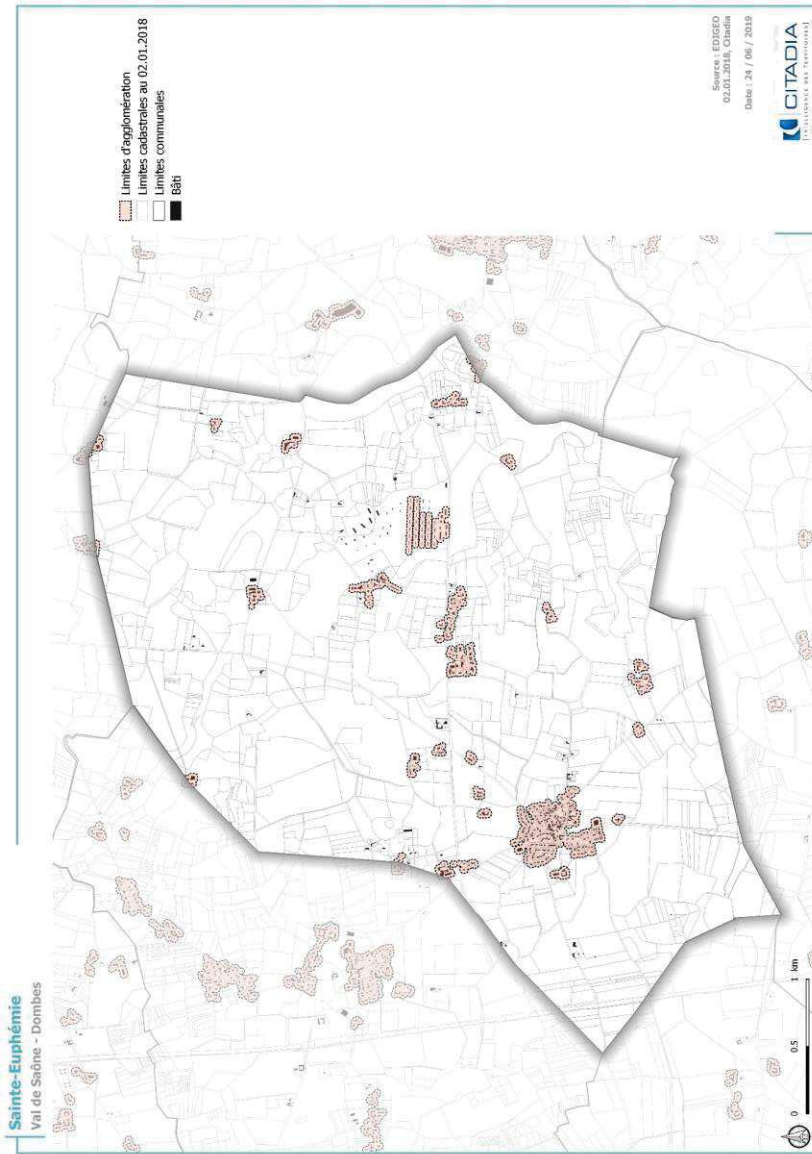 Sainte-Euphémie
Val de Saône - Dombes
Limites d'agglomération
Limites cadastrales au 02.01.2018
Limites communales
Bâti
0 0.5 1 km
Source : EDIGEO
02.01.2018, Citadia
Date : 24 / 06 / 2019
CITADIA